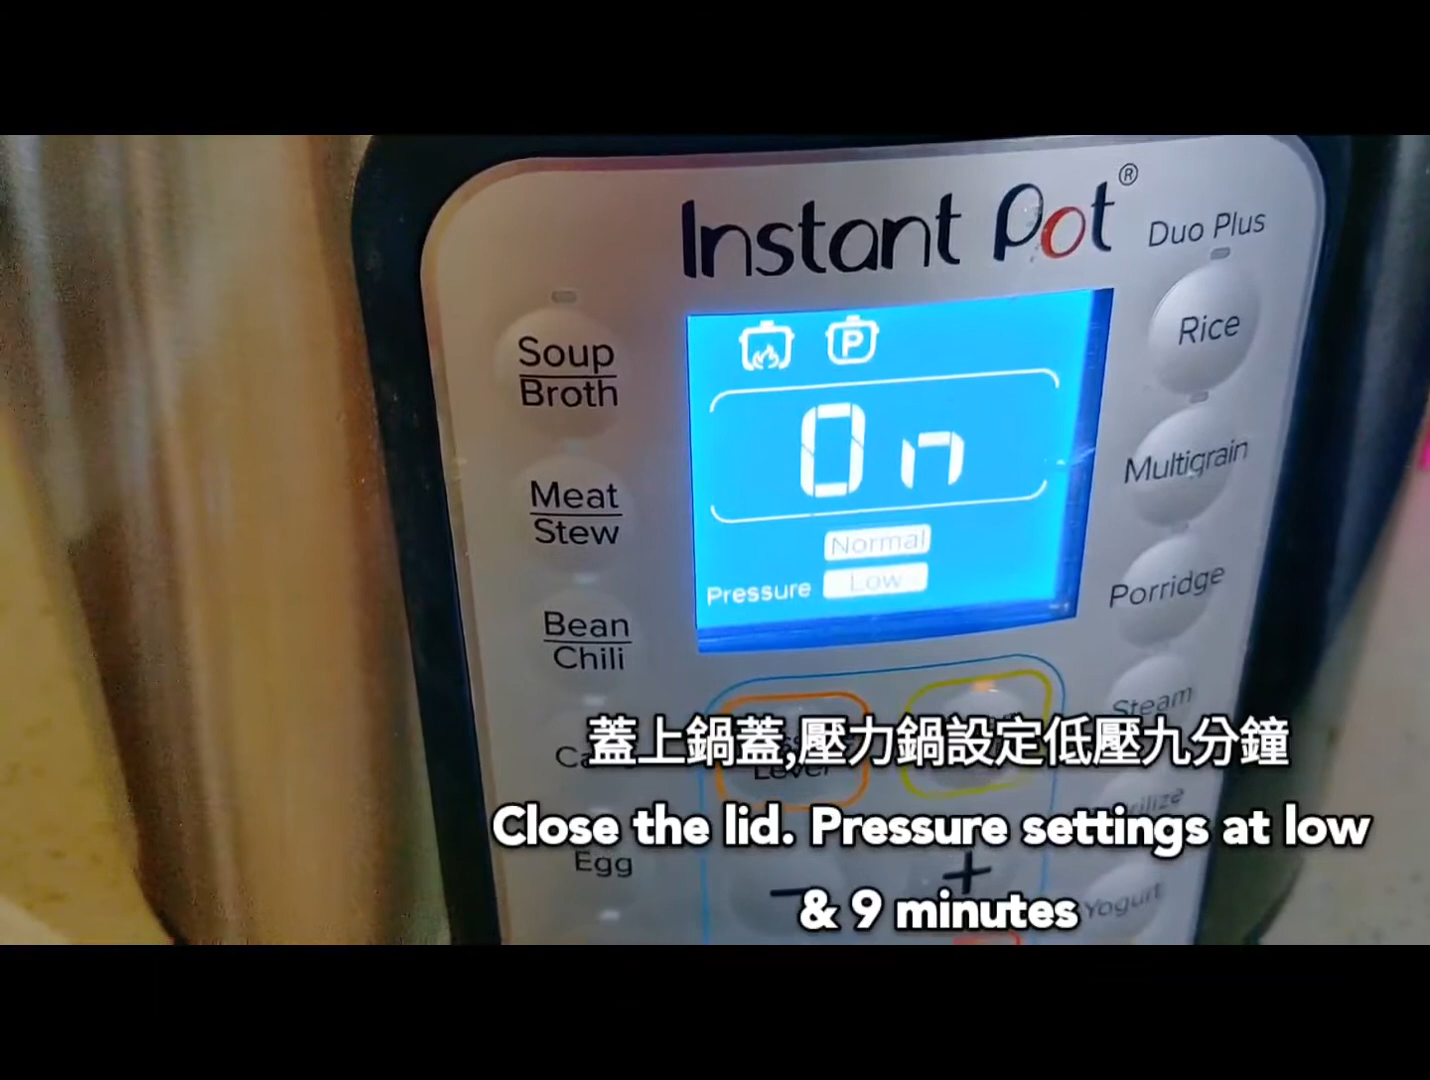 Instant Pot®
Duo Plus
Soup
Broth
Meat
Stew
Bean
Chili
Egg
P
On
Normal
Pressure Low
Rice
Multigrain
Porridge
Steam
Yogurt
Level
-
+
蓋上鍋蓋,壓力鍋設定低壓九分鐘
Close the lid. Pressure settings at low
& 9 minutes